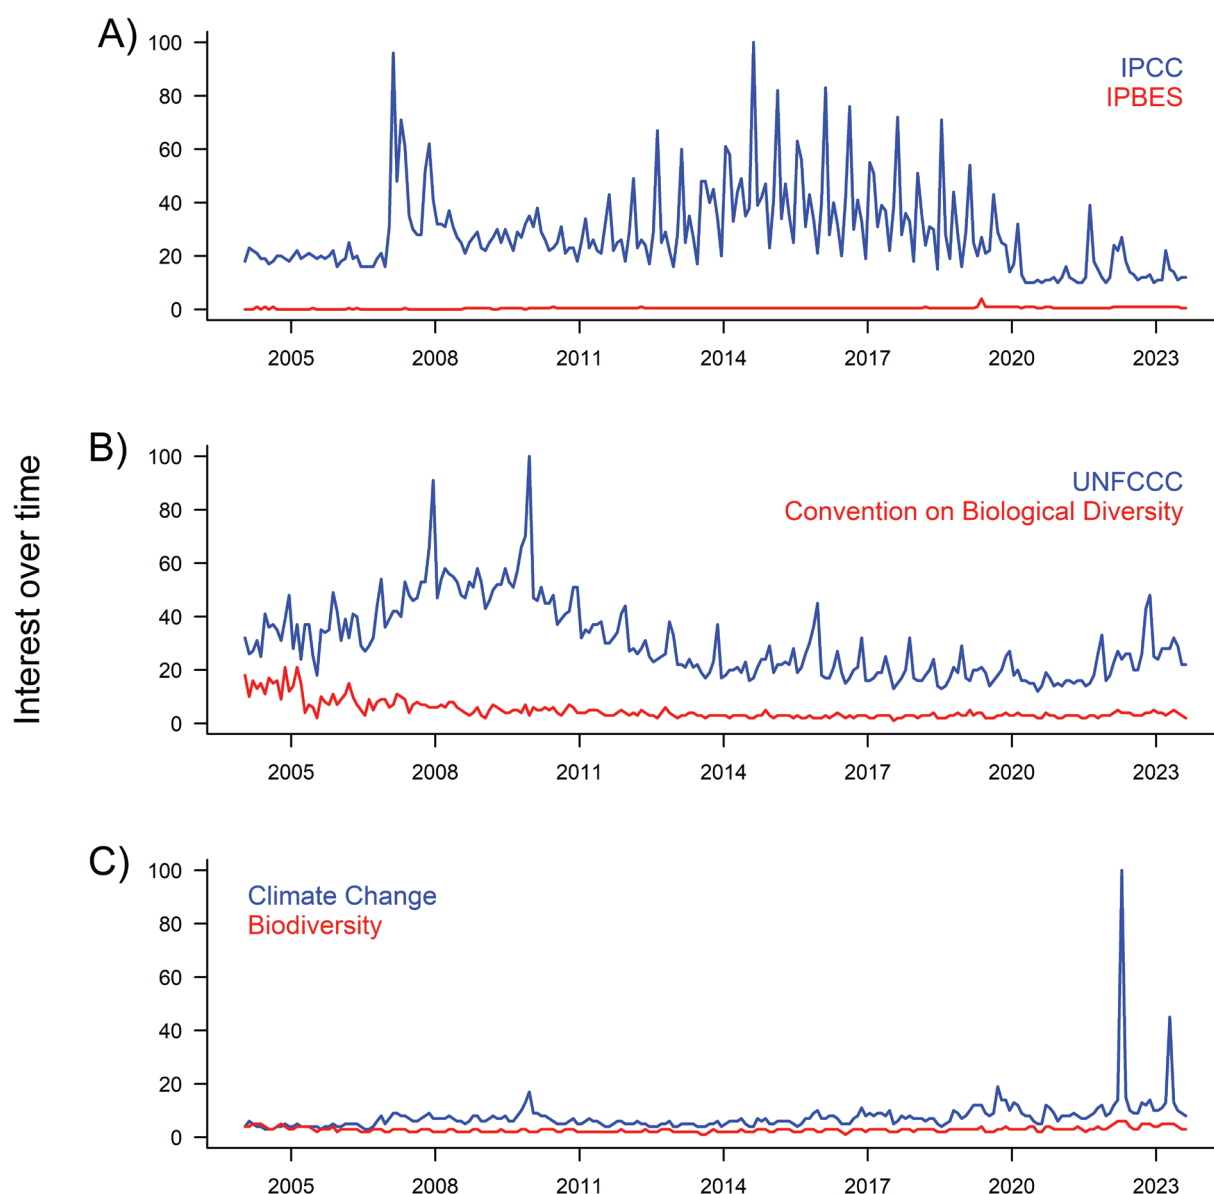 A)
100
80
60
40
20
0
IPCC
IPBES
2005 2008 2011 2014 2017 2020 2023
Interest over time
B)
100
80
60
40
20
0
UNFCCC
Convention on Biological Diversity
2005 2008 2011 2014 2017 2020 2023
C)
100
80
60
40
20
0
Climate Change
Biodiversity
2005 2008 2011 2014 2017 2020 2023